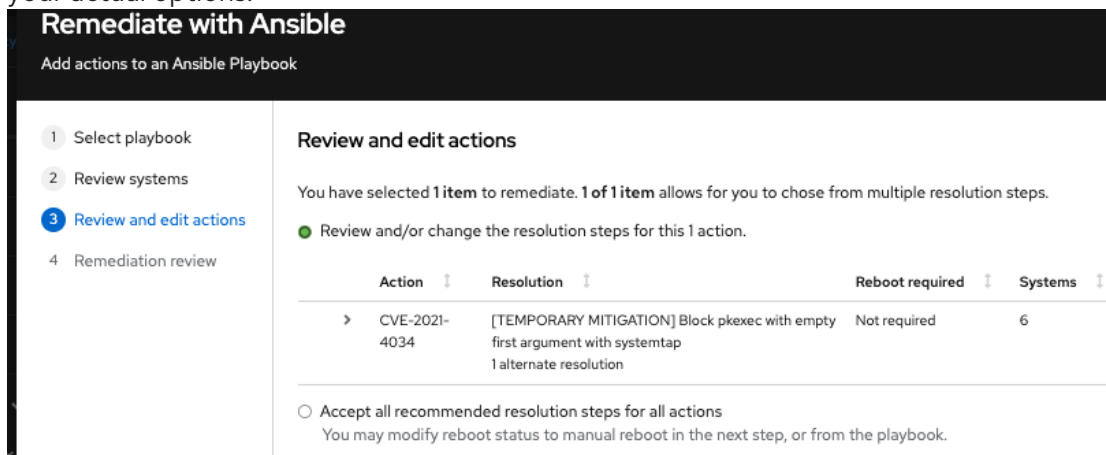 your actual options.
Remediate with Ansible
Add actions to an Ansible Playbook
1 Select playbook
2 Review systems
3 Review and edit actions
4 Remediation review
Review and edit actions
You have selected 1 item to remediate. 1 of 1 item allows for you to chose from multiple resolution steps.
Review and/or change the resolution steps for this 1 action.
Action Resolution Reboot required Systems
CVE-2021- [TEMPORARY MITIGATION] Block pkexec with empty Not required 6
4034 first argument with systemtap
1 alternate resolution
Accept all recommended resolution steps for all actions
You may modify reboot status to manual reboot in the next step, or from the playbook.